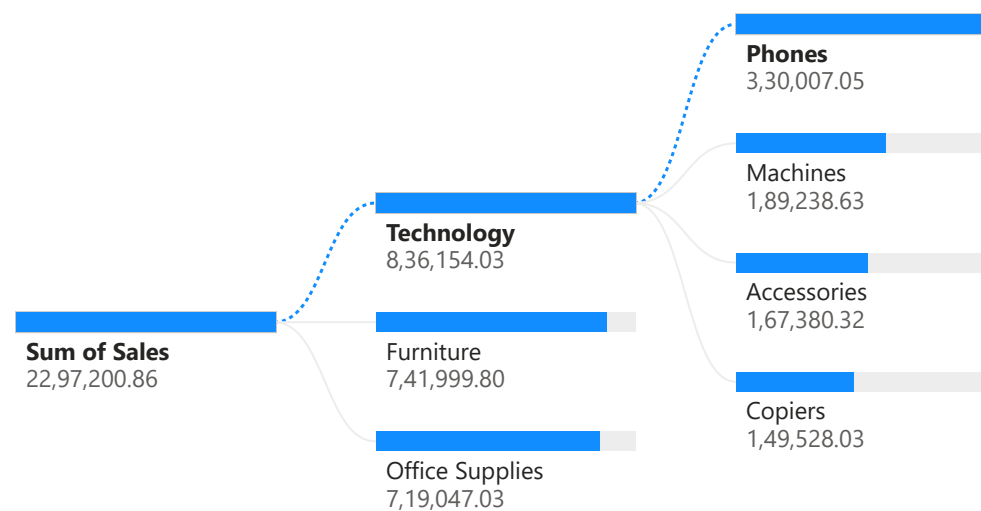 Sum of Sales
22,97,200.86
Technology
8,36,154.03
Furniture
7,41,999.80
Office Supplies
7,19,047.03
Phones
3,30,007.05
Machines
1,89,238.63
Accessories
1,67,380.32
Copiers
1,49,528.03